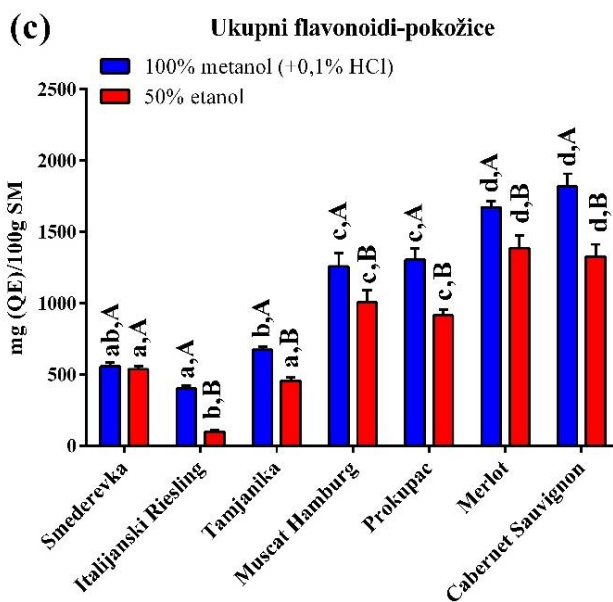 (c)
Ukupni flavonoidi-pokožice
100% metanol (+0,1% HCl)
50% etanol
mg (QE)/100g SM
2500
2000
1500
1000
500
0
ab,A
a,A
a,A
b,B
b,A
a,B
c,A
c,B
c,A
c,B
d,A
d,B
d,A
d,B
Smederevka
Italijanski Riesling
Tamjanika
Muscat Hamburg
Prokupac
Merlot
Cabernet Sauvignon